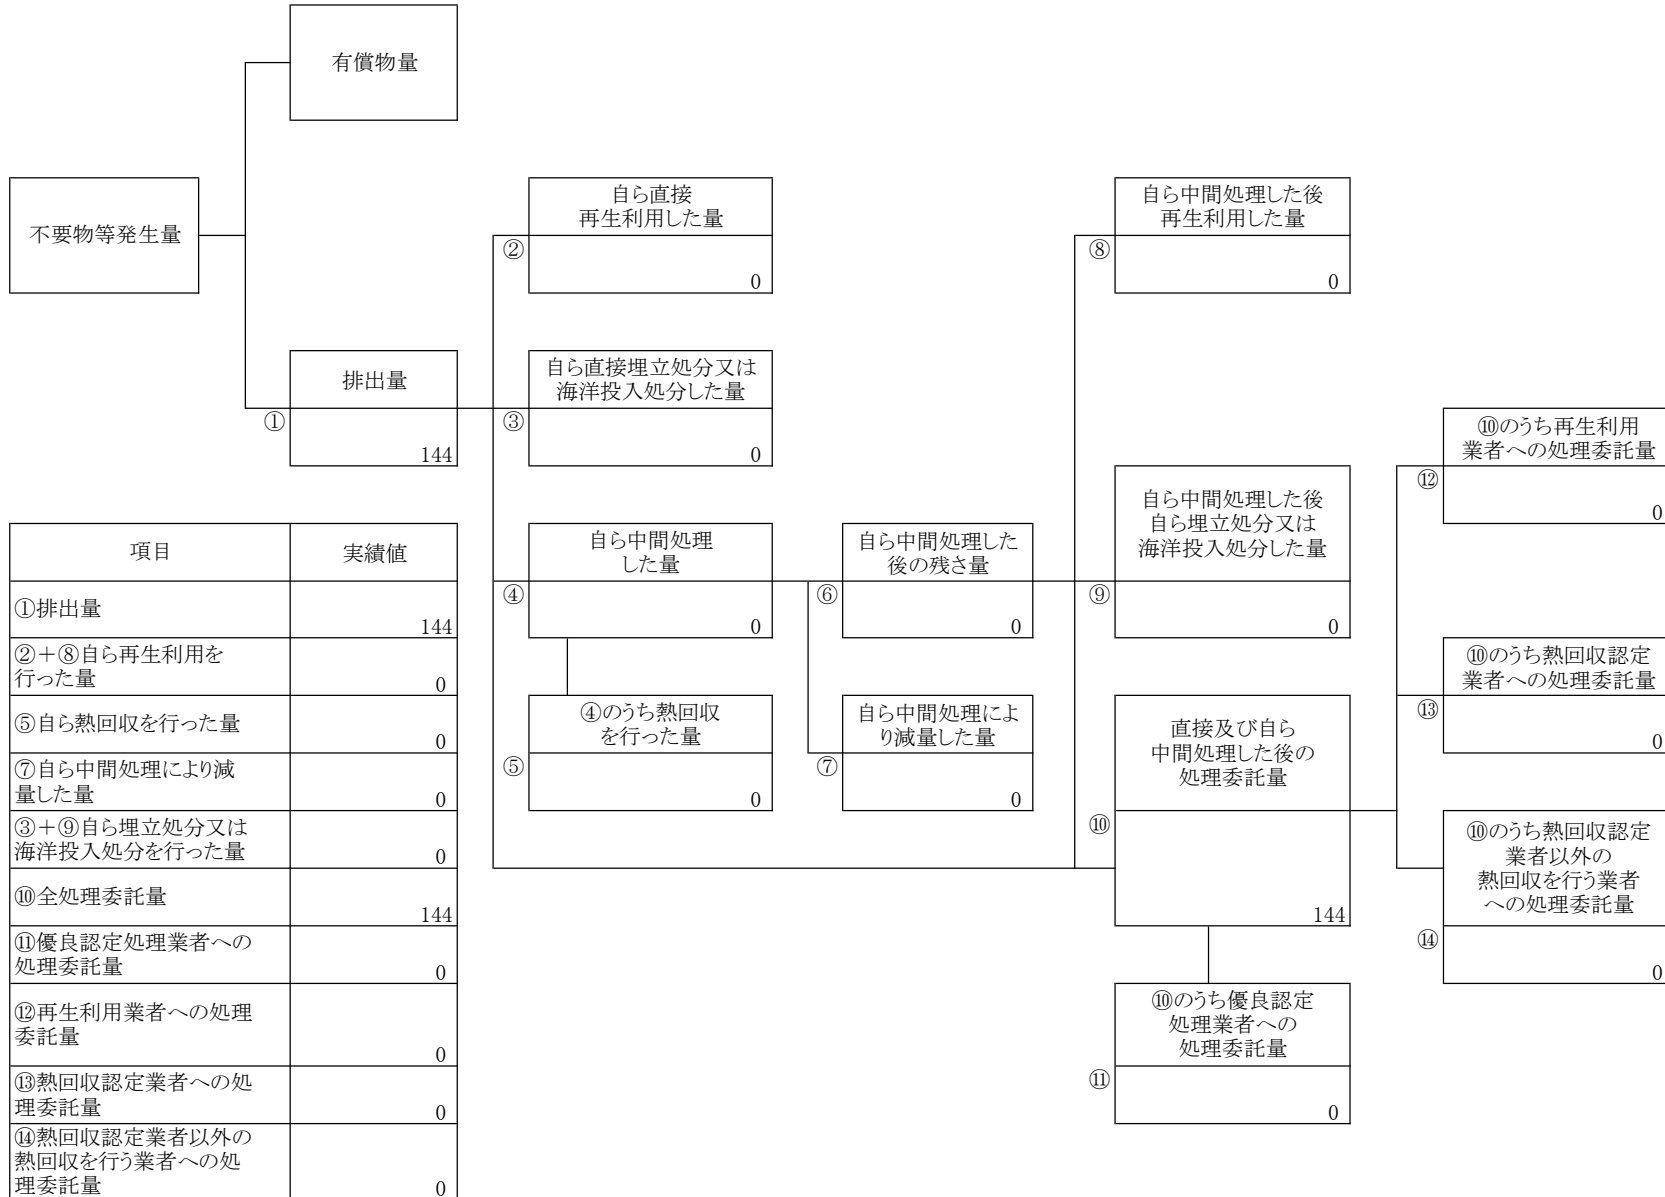 有償物量
不要物等発生量
自ら直接
再生利用した量
②
0
自ら中間処理した後
再生利用した量
⑧
0
排出量
①
144
自ら直接埋立処分又は
海洋投入処分した量
③
0
⑩のうち再生利用
業者への処理委託量
⑫
0
自ら中間処理
した量
④
0
自ら中間処理した
後の残さ量
⑥
0
自ら中間処理した後
自ら埋立処分又は
海洋投入処分した量
⑨
0
⑩のうち熱回収認定
業者への処理委託量
⑬
0
④のうち熱回収
を行った量
⑤
0
自ら中間処理によ
り減量した量
⑦
0
直接及び自ら
中間処理した後の
処理委託量
⑩
144
⑩のうち熱回収認定
業者以外の
熱回収を行う業者
への処理委託量
⑭
0
⑩のうち優良認定
処理業者への
処理委託量
⑪
0
項目 実績値
①排出量
144
②＋⑧自ら再生利用を
行った量 0
⑤自ら熱回収を行った量
0
⑦自ら中間処理により減
量した量 0
③＋⑨自ら埋立処分又は
海洋投入処分を行った量 0
⑩全処理委託量
144
⑪優良認定処理業者への
処理委託量 0
⑫再生利用業者への処理
委託量
0
⑬熱回収認定業者への処
理委託量 0
⑭熱回収認定業者以外の
熱回収を行う業者への処
理委託量 0